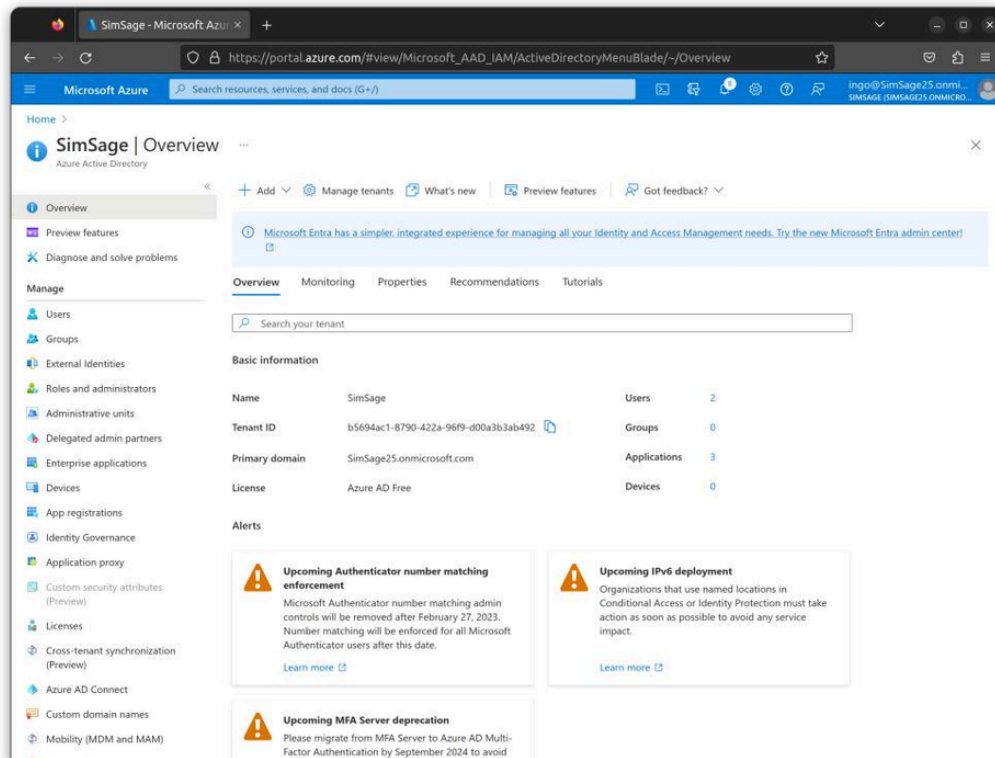 SimSage - Microsoft Azur ×
https://portal.azure.com/#view/Microsoft_AAD_IAM/ActiveDirectoryMenuBlade/~/Overview
Microsoft Azure
Search resources, services, and docs (G+/)
ingo@SimSage25.onmi...
SIMSAGE (SIMSAGE25.ONMICRO...
Home >
SimSage | Overview ...
Azure Active Directory
+ Add
Manage tenants
What's new
Preview features
Got feedback?
Overview
Preview features
Diagnose and solve problems
Manage
Users
Groups
External Identities
Roles and administrators
Administrative units
Delegated admin partners
Enterprise applications
Devices
App registrations
Identity Governance
Application proxy
Custom security attributes
(Preview)
Licenses
Cross-tenant synchronization
(Preview)
Azure AD Connect
Custom domain names
Mobility (MDM and MAM)
Microsoft Entra has a simpler, integrated experience for managing all your Identity and Access Management needs. Try the new Microsoft Entra admin center!
Overview Monitoring Properties Recommendations Tutorials
Search your tenant
Basic information
Name SimSage Users 2
Tenant ID b5694ac1-8790-422a-96f9-d00a3b3ab492 Groups 0
Primary domain SimSage25.onmicrosoft.com Applications 3
License Azure AD Free Devices 0
Alerts
Upcoming Authenticator number matching
enforcement
Microsoft Authenticator number matching admin
controls will be removed after February 27, 2023.
Number matching will be enforced for all Microsoft
Authenticator users after this date.
Learn more
Upcoming IPv6 deployment
Organizations that use named locations in
Conditional Access or Identity Protection must take
action as soon as possible to avoid any service
impact.
Learn more
Upcoming MFA Server deprecation
Please migrate from MFA Server to Azure AD Multi-
Factor Authentication by September 2024 to avoid